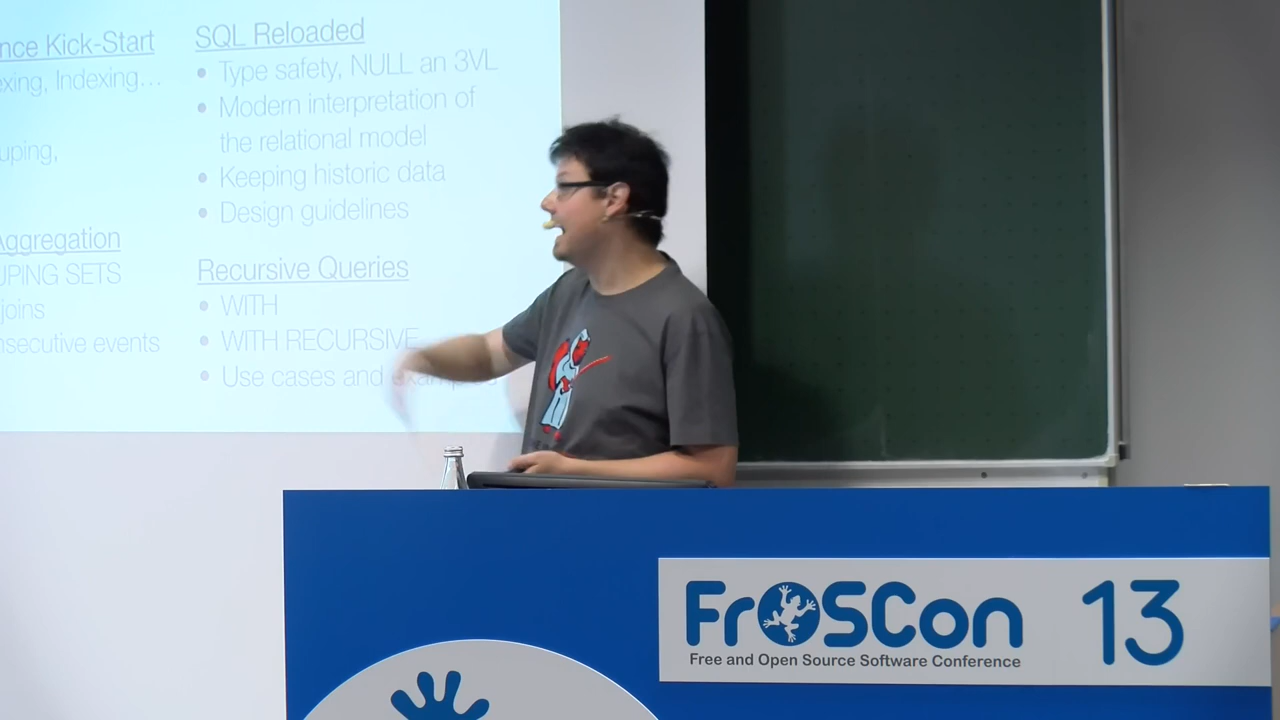 nce Kick-Start
exing, Indexing...
uping,
Aggregation
UPING SETS
joins
nsecutive events
SQL Reloaded
• Type safety, NULL an 3VL
• Modern interpretation of
the relational model
• Keeping historic data
• Design guidelines
Recursive Queries
• WITH
• WITH RECURSIVE
• Use cases and examples
FrOSCon 13
Free and Open Source Software Conference